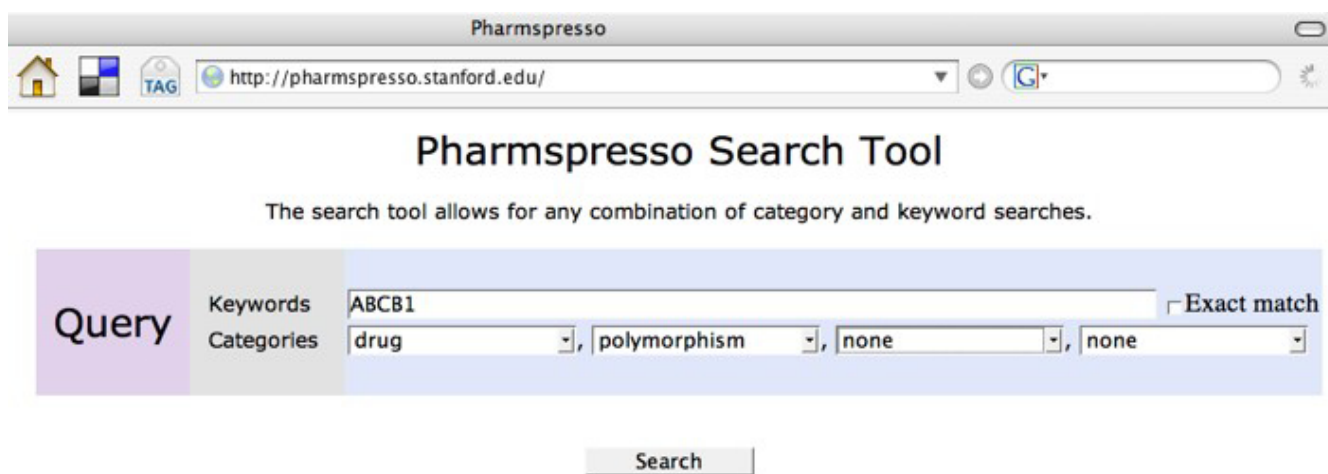 Pharmspresso
TAG http://pharmspresso.stanford.edu/ G
Pharmspresso Search Tool
The search tool allows for any combination of category and keyword searches.
Query
Keywords ABCB1 Exact match
Categories drug , polymorphism , none , none
Search